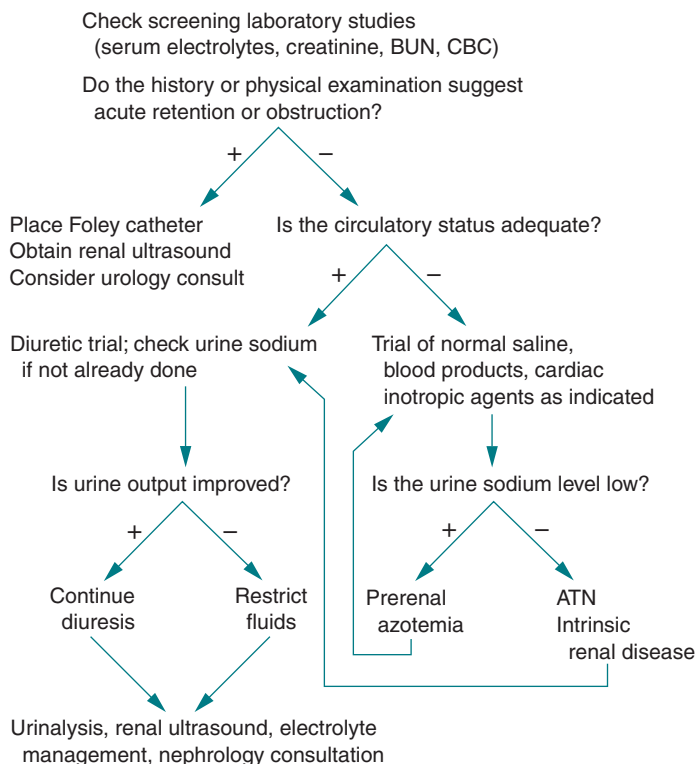 Check screening laboratory studies
(serum electrolytes, creatinine, BUN, CBC)
Do the history or physical examination suggest
acute retention or obstruction?
+
−
Place Foley catheter
Obtain renal ultrasound
Consider urology consult
Is the circulatory status adequate?
+
−
Diuretic trial; check urine sodium
if not already done
Trial of normal saline,
blood products, cardiac
inotropic agents as indicated
Is urine output improved?
+
−
Is the urine sodium level low?
+
−
Continue
diuresis
Restrict
fluids
Prerenal
azotemia
ATN
Intrinsic
renal disease
Urinalysis, renal ultrasound, electrolyte
management, nephrology consultation